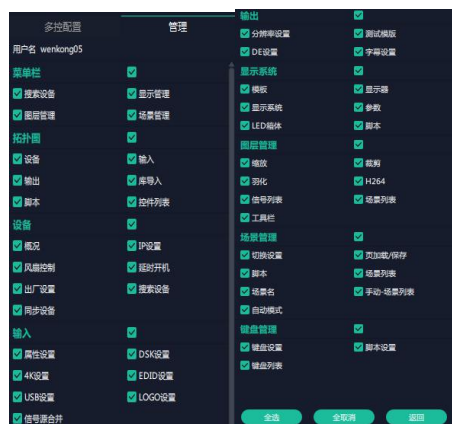 多控配置 管理
用户名 wenkong05
菜单栏
搜索设备 显示管理
图层管理 场景管理
拓扑图
设备 输入
输出 库导入
脚本 控件列表
设备
概况 IP设置
风扇控制 延时开机
出厂设置 搜索设备
同步设备
输入
属性设置 DSK设置
4K设置 EDID设置
USB设置 LOGO设置
信号源合并
输出
分辨率设置 测试模版
DE设置 字幕设置
显示系统
模板 显示器
显示系统 参数
LED箱体 脚本
图层管理
缩放 裁剪
羽化 H264
信号列表 场景列表
工具栏
场景管理
切换设置 页加载/保存
脚本 场景列表
场景名 手动-场景列表
自动模式
键盘管理
键盘设置 脚本设置
键盘列表
全选 全取消 返回